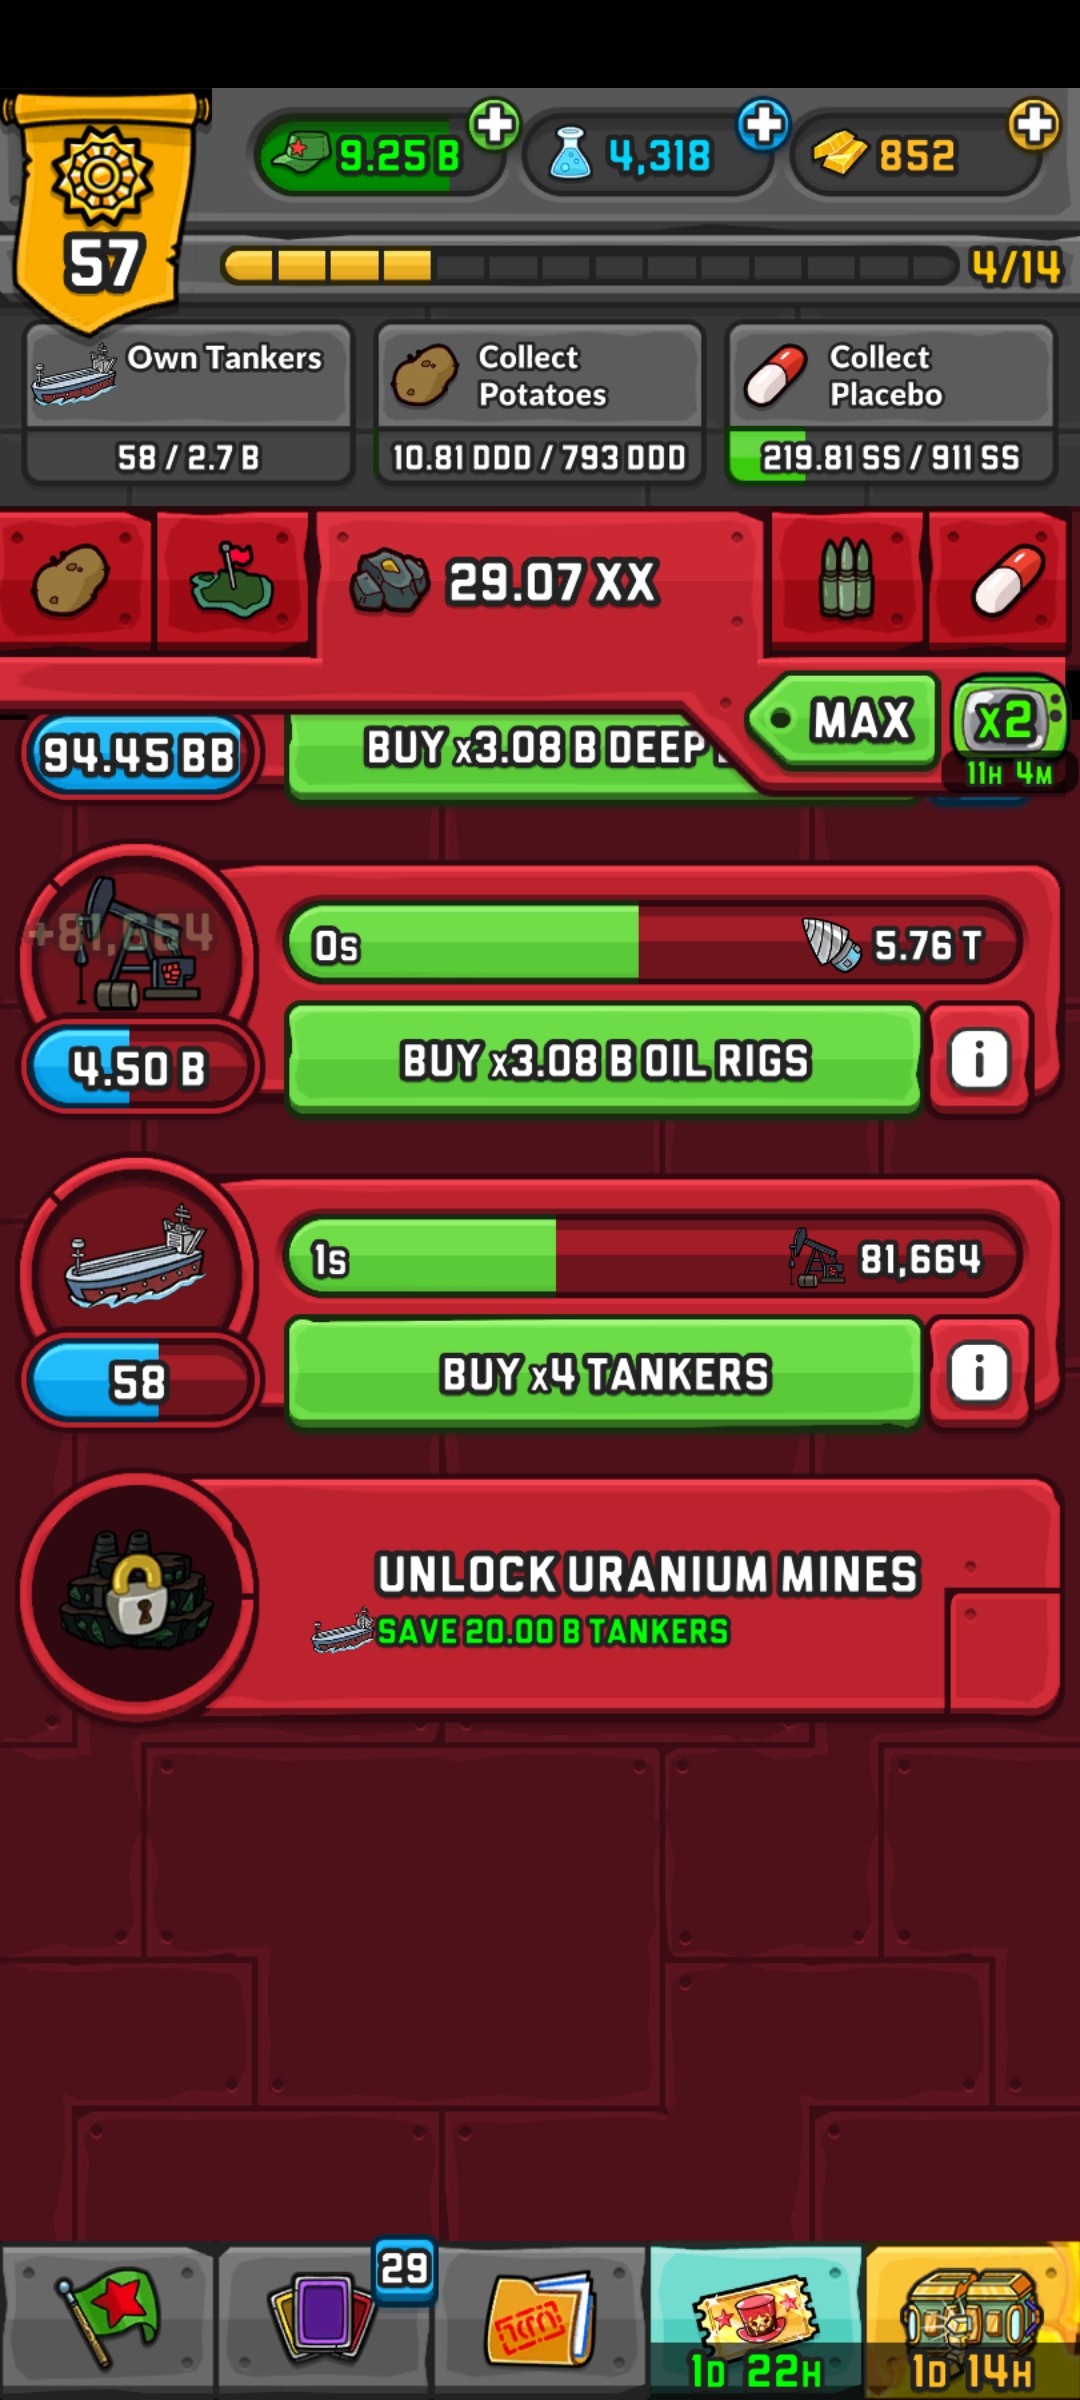 9.25 B
4,318
852
57
4/14
Own Tankers
58 / 2.7 B
Collect
Potatoes
10.81 DDD / 793 DDD
Collect
Placebo
219.81 SS / 911 SS
29.07 XX
MAX
x2
11H 4M
94.45 BB
BUY x3.08 B DEEP
+81,664
0s
5.76 T
4.50 B
BUY x3.08 B OIL RIGS
i
1s
81,664
58
BUY x4 TANKERS
i
UNLOCK URANIUM MINES
SAVE 20.00 B TANKERS
29
1D 22H
1D 14H